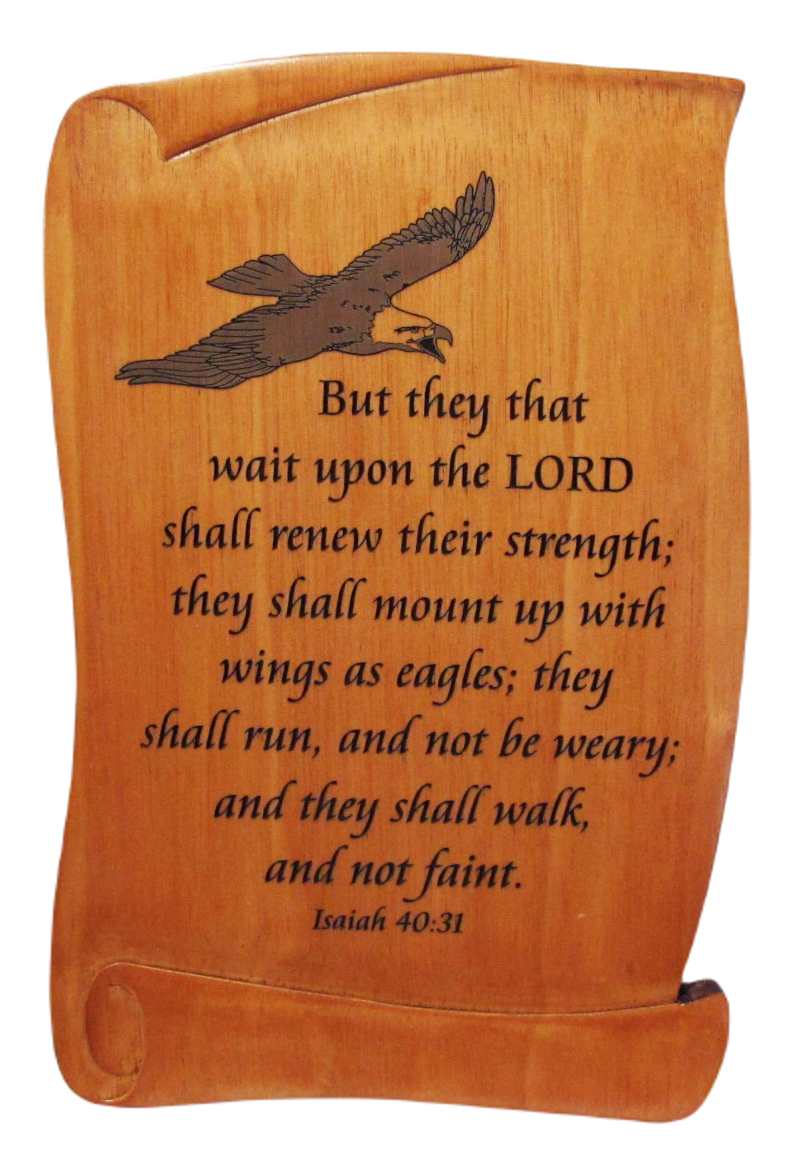 But they that
wait upon the LORD
shall renew their strength;
they shall mount up with
wings as eagles; they
shall run, and not be weary;
and they shall walk,
and not faint.
Isaiah 40:31